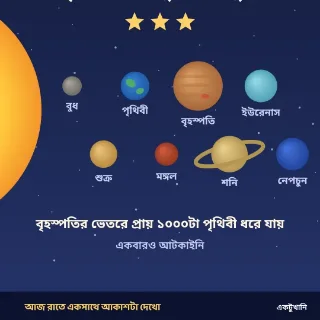 বুধ
পৃথিবী
বৃহস্পতি
ইউরেনাস
শুক্র
মঙ্গল
শনি
নেপচুন
বৃহস্পতির ভেতরে প্রায় ১০০০টা পৃথিবী ধরে যায়
একবারও আটকাইনি
আজ রাতে একসাথে আকাশটা দেখো
একটুখানি